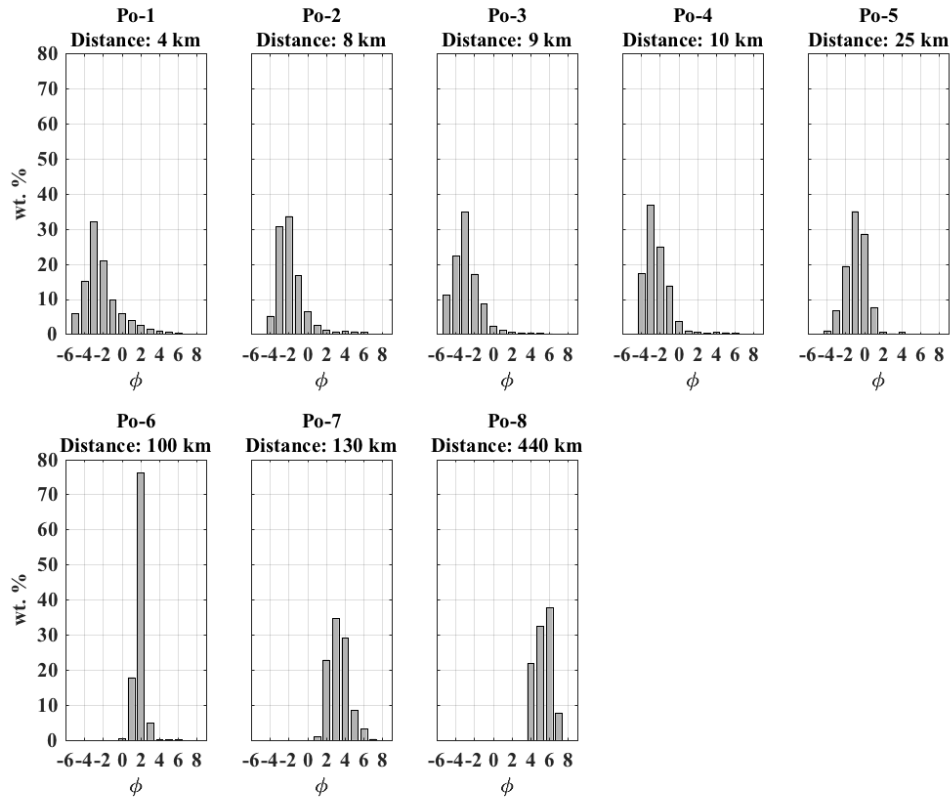 Po-1
Distance: 4 km
Po-2
Distance: 8 km
Po-3
Distance: 9 km
Po-4
Distance: 10 km
Po-5
Distance: 25 km
80
70
60
50
40
30
20
10
0
wt. %
-6 -4 -2 0 2 4 6 8
-6 -4 -2 0 2 4 6 8
-6 -4 -2 0 2 4 6 8
-6 -4 -2 0 2 4 6 8
-6 -4 -2 0 2 4 6 8
ϕ ϕ ϕ ϕ ϕ
Po-6
Distance: 100 km
Po-7
Distance: 130 km
Po-8
Distance: 440 km
80
70
60
50
40
30
20
10
0
wt. %
-6 -4 -2 0 2 4 6 8
-6 -4 -2 0 2 4 6 8
-6 -4 -2 0 2 4 6 8
ϕ ϕ ϕ